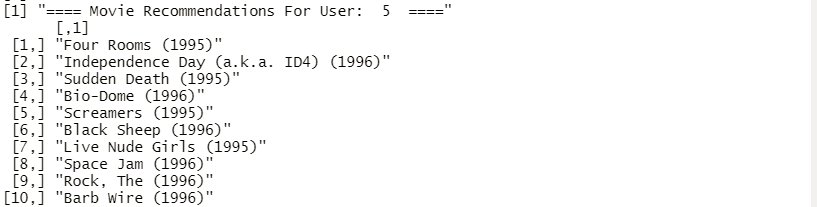 [1] "==== Movie Recommendations For User:  5  ===="
      [,1]
 [1,] "Four Rooms (1995)"
 [2,] "Independence Day (a.k.a. ID4) (1996)"
 [3,] "Sudden Death (1995)"
 [4,] "Bio-Dome (1996)"
 [5,] "Screamers (1995)"
 [6,] "Black Sheep (1996)"
 [7,] "Live Nude Girls (1995)"
 [8,] "Space Jam (1996)"
 [9,] "Rock, The (1996)"
[10,] "Barb Wire (1996)"